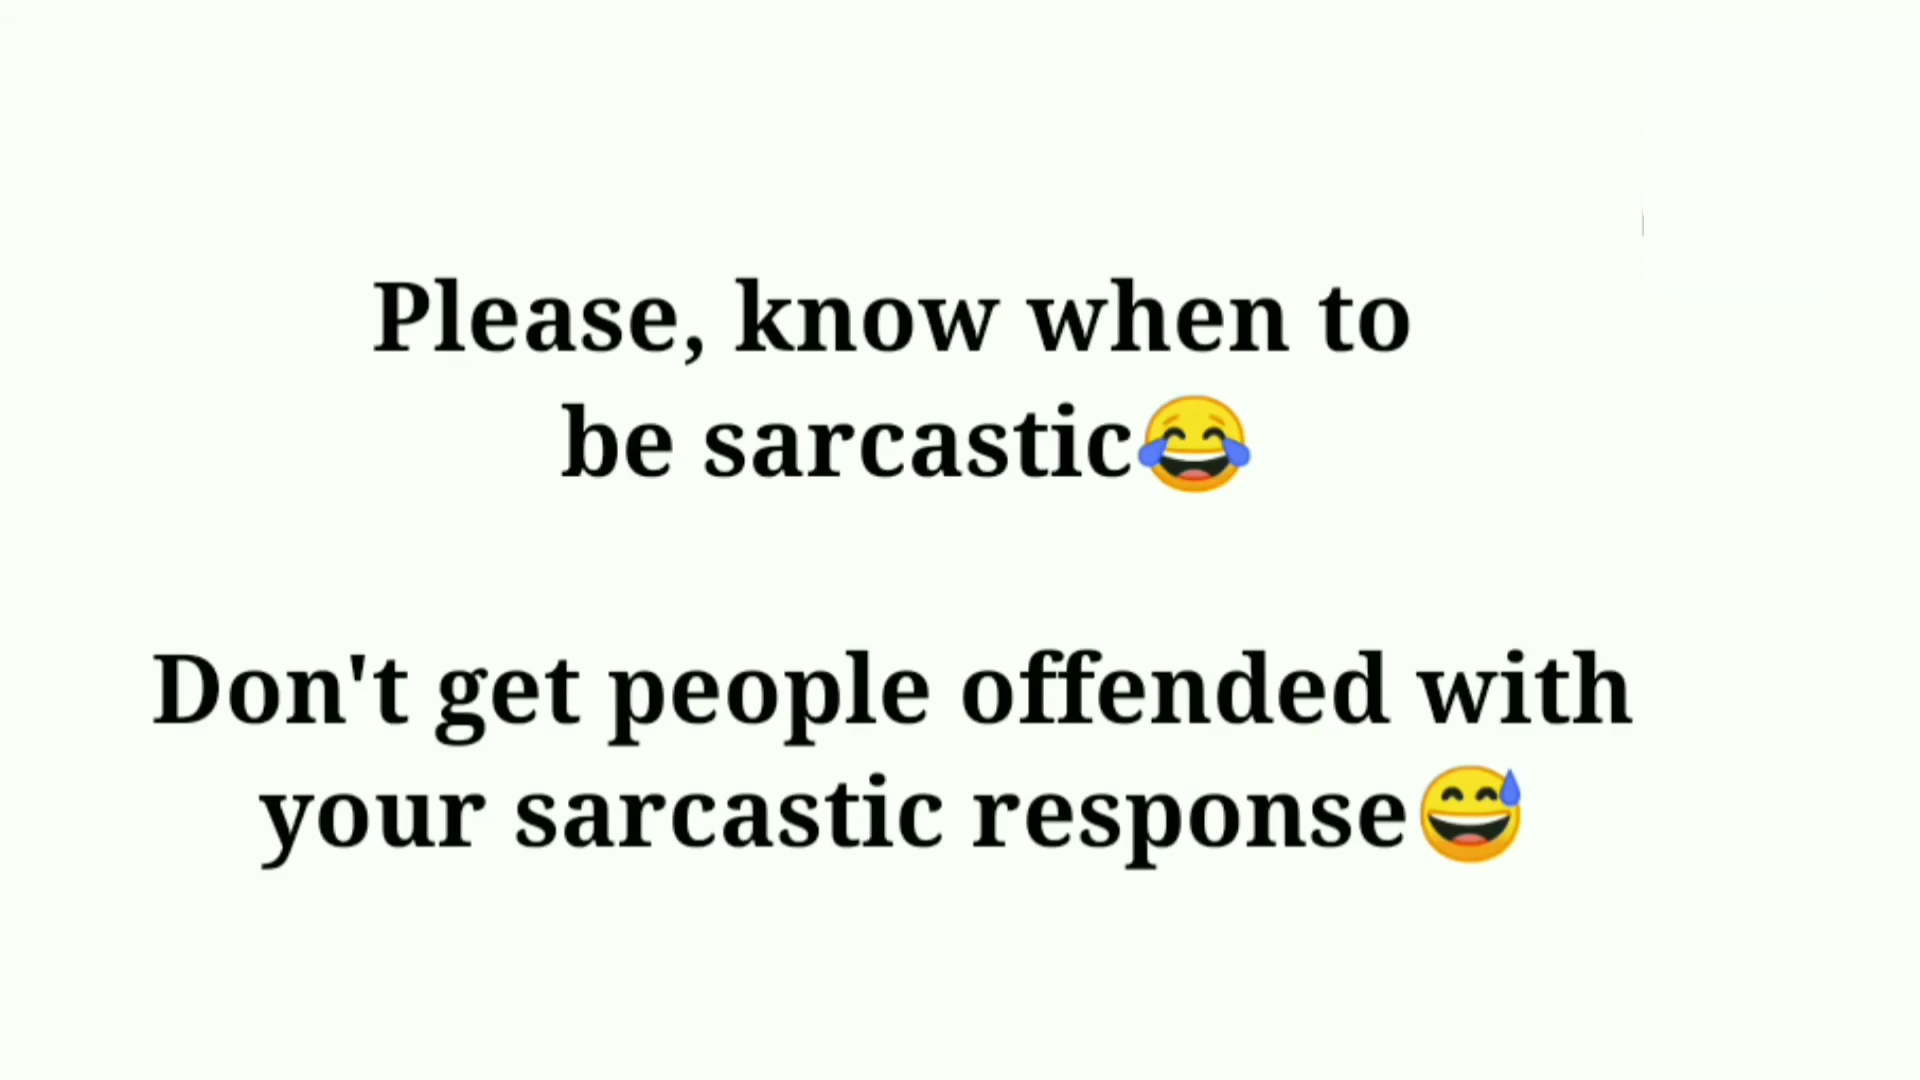 Please, know when to
be sarcastic😂
Don't get people offended with
your sarcastic response😅